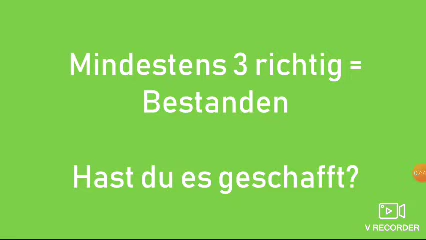 Mindestens 3 richtig =
Bestanden
Hast du es geschafft?
V RECORDER